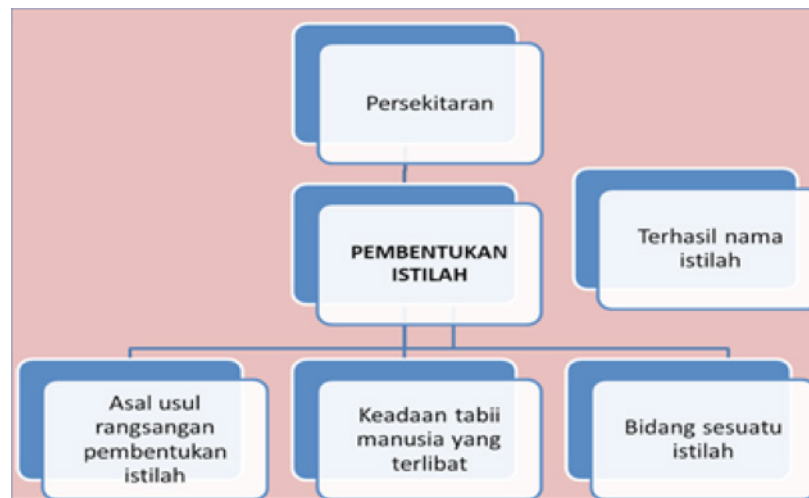 Persekitaran
PEMBENTUKAN
ISTILAH
Terhasil nama
istilah
Asal usul
rangsangan
pembentukan
istilah
Keadaan tabii
manusia yang
terlibat
Bidang sesuatu
istilah